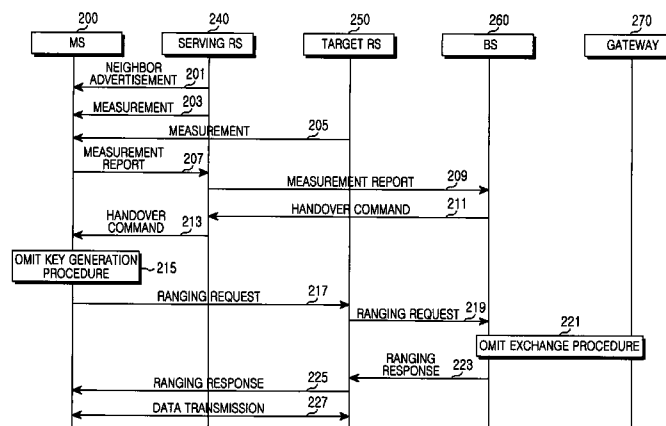 200
240
250
260
270
MS
SERVING RS
TARGET RS
BS
GATEWAY
NEIGHBOR
ADVERTISEMENT
201
MEASUREMENT
203
MEASUREMENT
205
MEASUREMENT
REPORT
207
MEASUREMENT REPORT
209
HANDOVER COMMAND
211
HANDOVER
COMMAND
213
OMIT KEY GENERATION
PROCEDURE
215
RANGING REQUEST
217
RANGING REQUEST
219
221
OMIT EXCHANGE PROCEDURE
RANGING
RESPONSE
223
RANGING RESPONSE
225
DATA TRANSMISSION
227